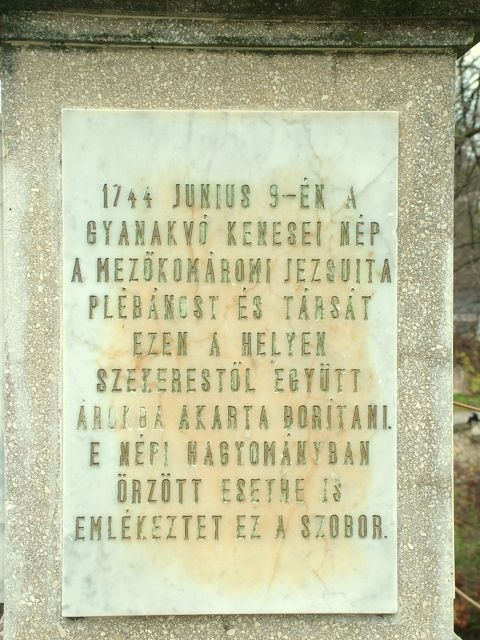 1744 JUNIUS 9-ÉN A
GYANAKVÓ KENESEI NÉP
A MEZŐKOMÁROMI JEZSUITA
PLÉBÁNOST ÉS TÁRSÁT
EZEN A HELYEN
SZEKERESTŐL EGYÜTT
ÁROKBA AKARTA BORÍTANI.
E NÉPI HAGYOMÁNYBAN
ŐRZÖTT ESETRE IS
EMLÉKEZTET EZ A SZOBOR.